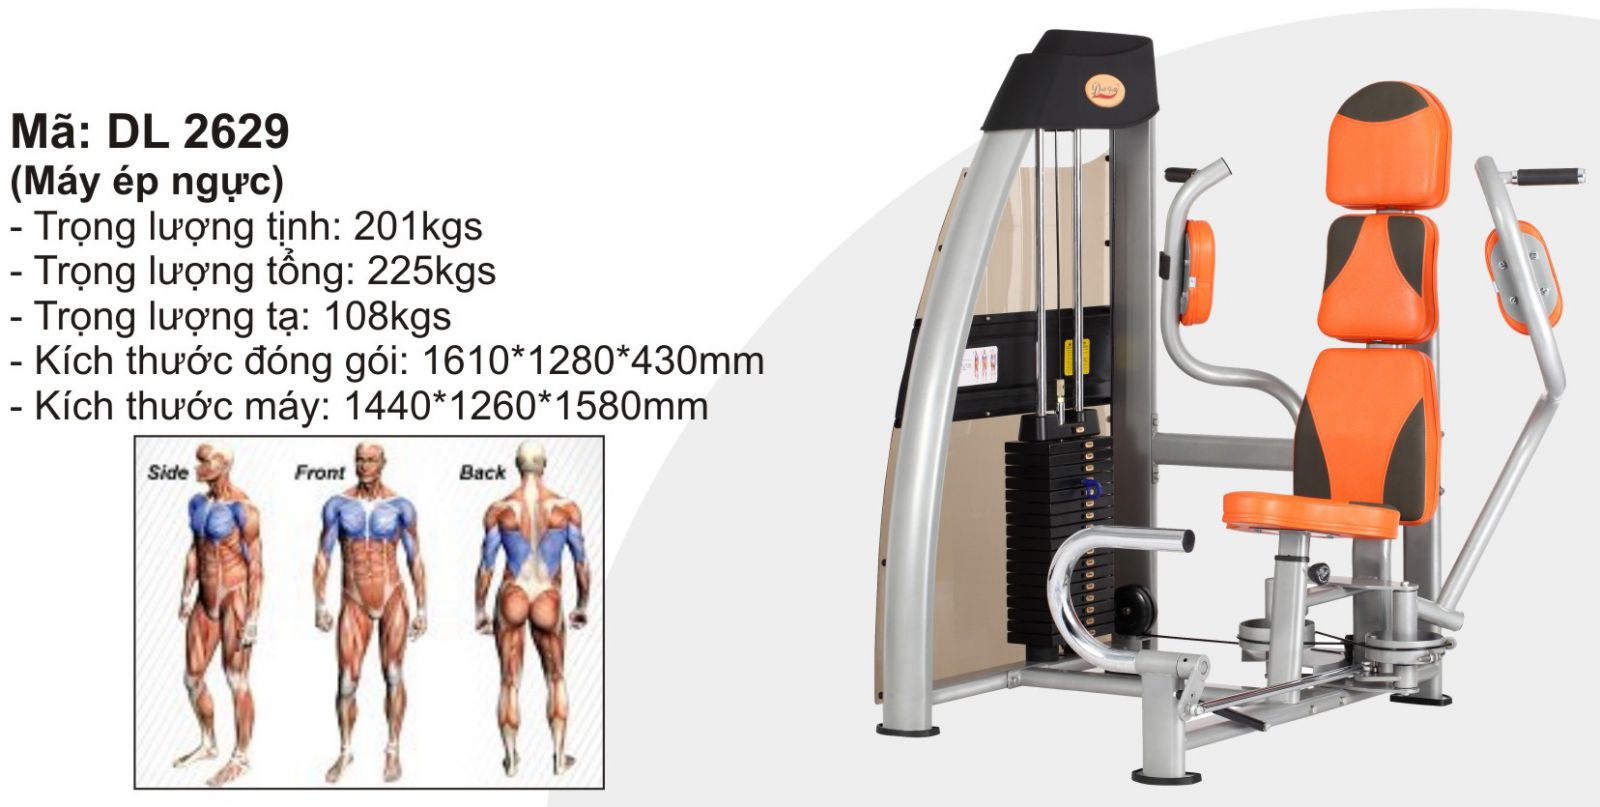 Mã: DL 2629
(Máy ép ngực)
- Trọng lượng tịnh: 201kgs
- Trọng lượng tổng: 225kgs
- Trọng lượng tạ: 108kgs
- Kích thước đóng gói: 1610*1280*430mm
- Kích thước máy: 1440*1260*1580mm
Side Front Back